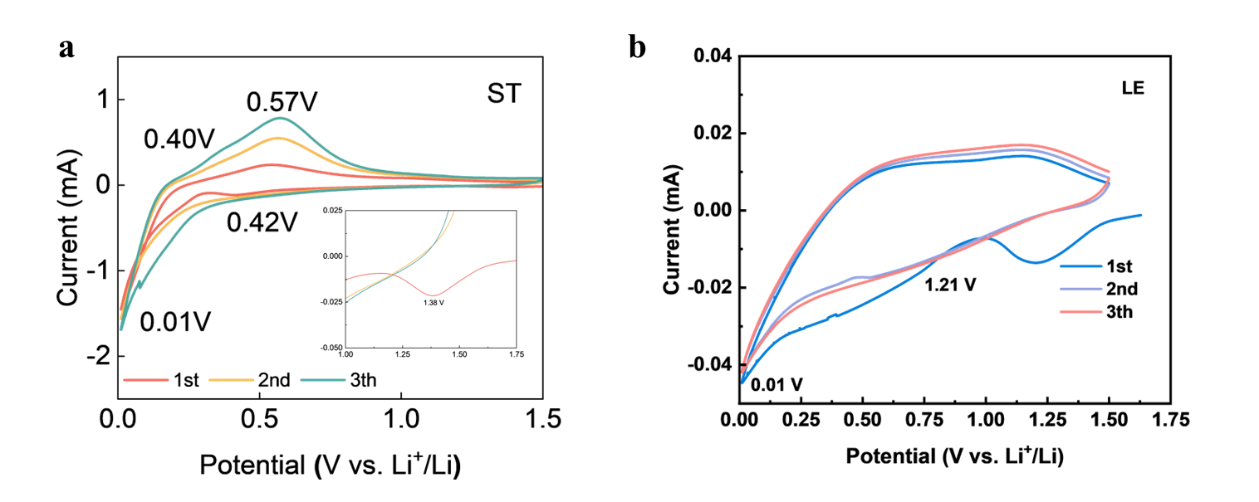 a
ST
0.57V
0.40V
0.42V
0.01V
1
0
-1
-2
Current (mA)
0.025
0.000
-0.025
-0.050
1.38 V
1.00 1.25 1.50 1.75
1st 2nd 3th
0.0 0.5 1.0 1.5
Potential (V vs. Li⁺/Li)
b
LE
0.04
0.02
0.00
-0.02
-0.04
Current (mA)
1.21 V
0.01 V
1st
2nd
3th
0.00 0.25 0.50 0.75 1.00 1.25 1.50 1.75
Potential (V vs. Li⁺/Li)